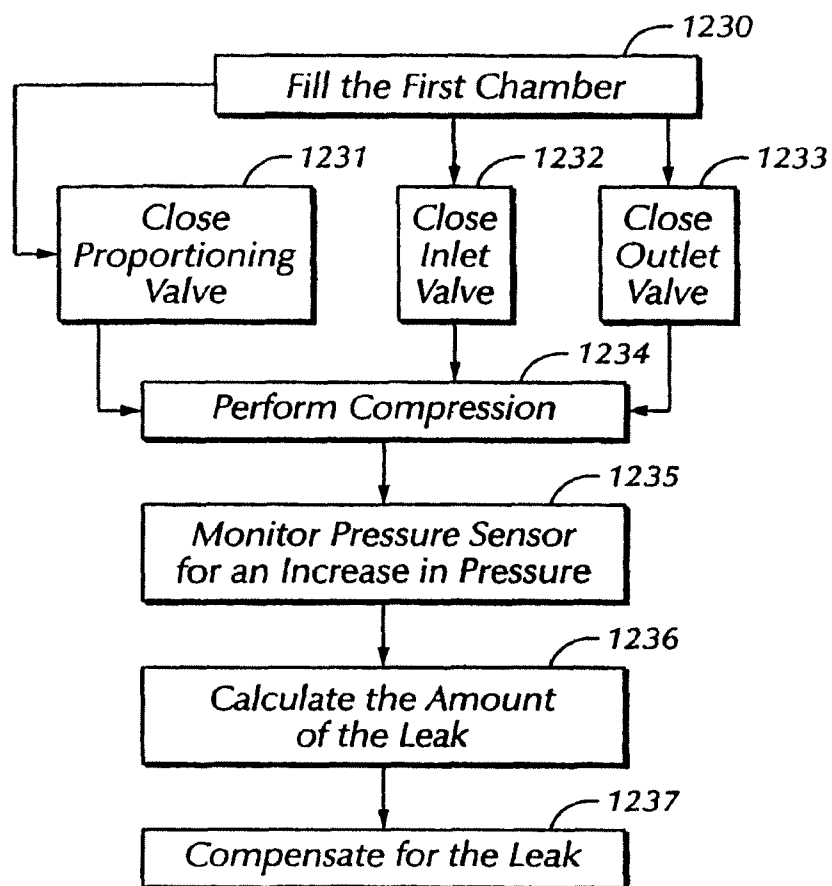 1230
Fill the First Chamber
1231
1232
1233
Close
Proportioning
Valve
Close
Inlet
Valve
Close
Outlet
Valve
1234
Perform Compression
1235
Monitor Pressure Sensor
for an Increase in Pressure
1236
Calculate the Amount
of the Leak
1237
Compensate for the Leak